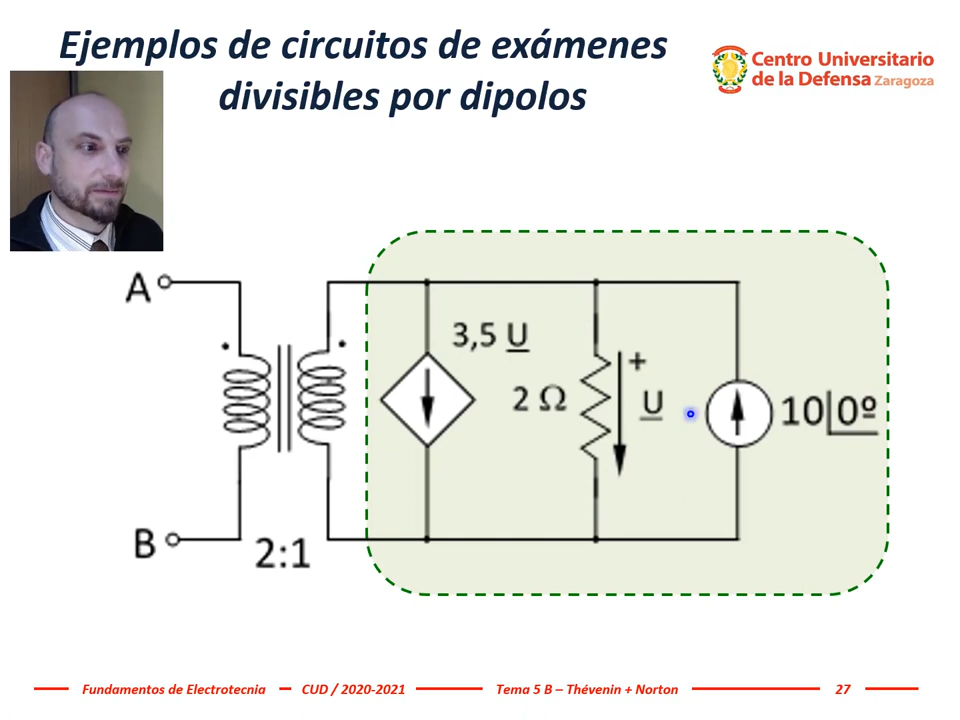 Ejemplos de circuitos de exámenes
divisibles por dipolos
Centro Universitario
de la Defensa Zaragoza
A
3,5 U
+
2 Ω
U
10|0º
B
2:1
Fundamentos de Electrotecnia
CUD / 2020-2021
Tema 5 B – Thévenin + Norton
27